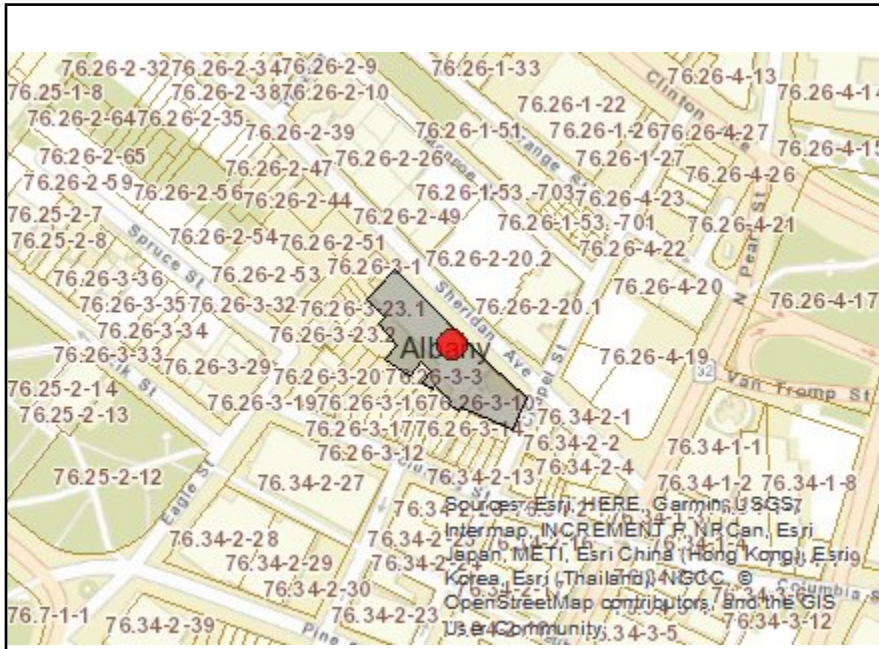 76.26-2-32 76.26-2-34 76.26-2-9 76.26-1-33 76.26-4-13
76.25-1-8 76.26-2-38 76.26-2-10 Clinton 76.26-4-14
76.26-2-64 76.26-2-35 76.26-1-22
76.26-2-39 76.26-1-51 76.26-1-26 76.26-4-27
76.26-2-65 76.26-2-47 76.26-2-26 76.26-1-27 76.26-4-15
76.26-2-59 76.26-2-56 76.26-2-44 76.26-1-53.-703 76.26-4-23 76.26-4-26
76.25-2-7 76.26-2-49 76.26-1-53.-701 76.26-4-21
76.25-2-8 76.26-2-54 76.26-2-51 76.26-4-22
Spruce St
76.26-3-36 76.26-2-53 76.26-3-1 76.26-2-20.2 76.26-4-20
N Pearl St
76.26-3-35 76.26-3-32 76.26-3-23.1 Sheridan Ave 76.26-2-20.1 76.26-4-17
76.26-3-34 76.26-3-23.2
76.26-3-33 76.26-3-29 Albany 76.26-4-19
76.25-2-14 76.26-3-20 76.26-3-3 32 Van Tromp St
76.25-2-13 76.26-3-19 76.26-3-16 76.34-2-1
76.26-3-17 76.34-2-2 76.34-1-1
76.26-3-12 76.34-2-4
76.25-2-12 76.34-2-27 76.34-2-13 76.34-1-2 76.34-1-8
Eagle St
76.34-2-28
76.34-2-29
76.34-2-30
76.7-1-1 76.34-2-39 76.34-2-23 76.34-3-12
Pine
Sources: Esri, HERE, Garmin, USGS,
Intermap, INCREMENT P, NRCan, Esri
Japan, METI, Esri China (Hong Kong), Esri
Korea, Esri (Thailand), NGCC, ©
OpenStreetMap contributors, and the GIS
User Community